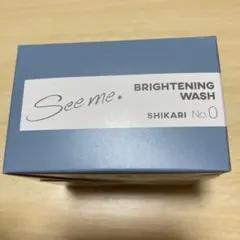 See me.
BRIGHTENING
WASH
SHIKARI No.0